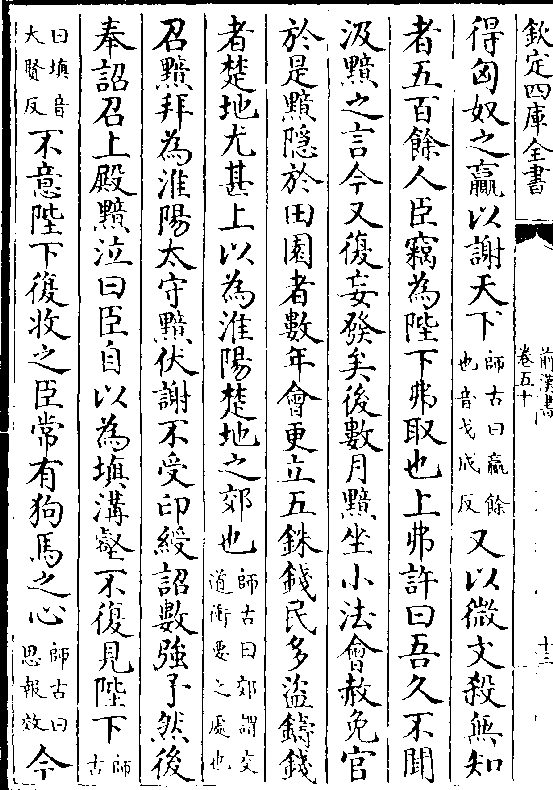 欽定四庫全書
前漢書
卷五十
十三
得匈奴之贏以謝天下師古曰贏餘也音弋成反又以微文殺無知
者五百餘人臣竊為陛下弗取也上弗許曰吾久不聞
汲黯之言今又復妄發矣後數月黯坐小法會赦免官
於是黯隱於田園者數年會更立五銖錢民多盜鑄錢
者楚地尤甚上以為淮陽楚地之郊也師古曰郊謂交道衝要之處也
召黯拜為淮陽太守黯伏謝不受印綬詔數強予然後
奉詔召上殿黯泣曰臣自以為填溝壑不復見陛下師古
曰填音大賢反不意陛下復收之臣常有狗馬之心師古曰思報效今